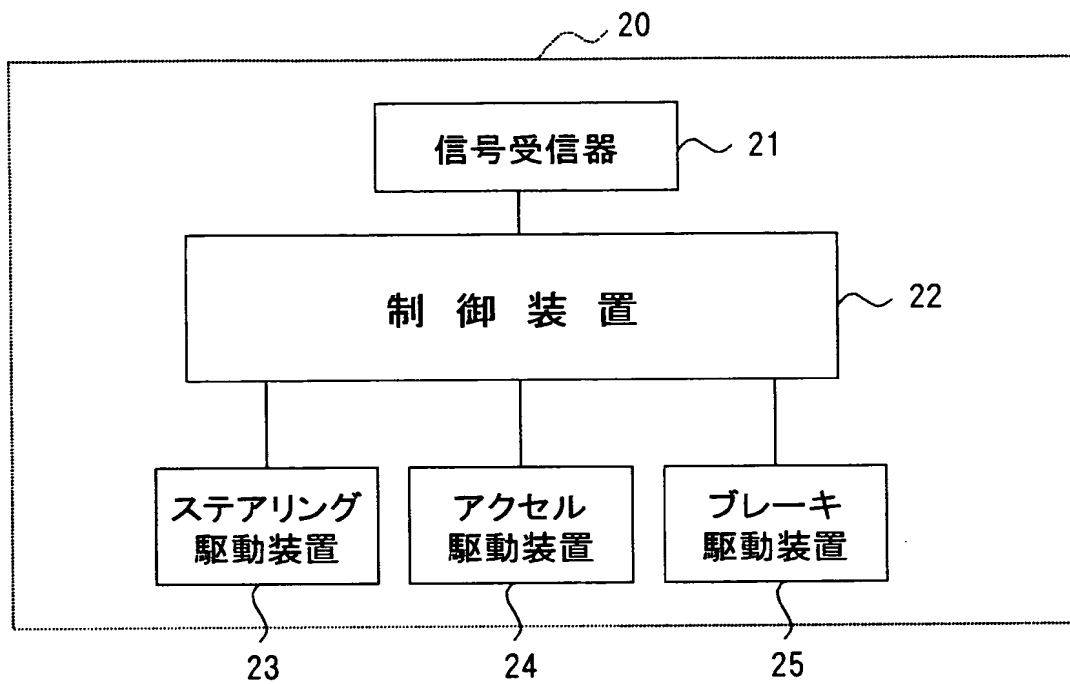 20
信号受信器
21
制御装置
22
ステアリング
駆動装置
アクセル
駆動装置
ブレーキ
駆動装置
23
24
25